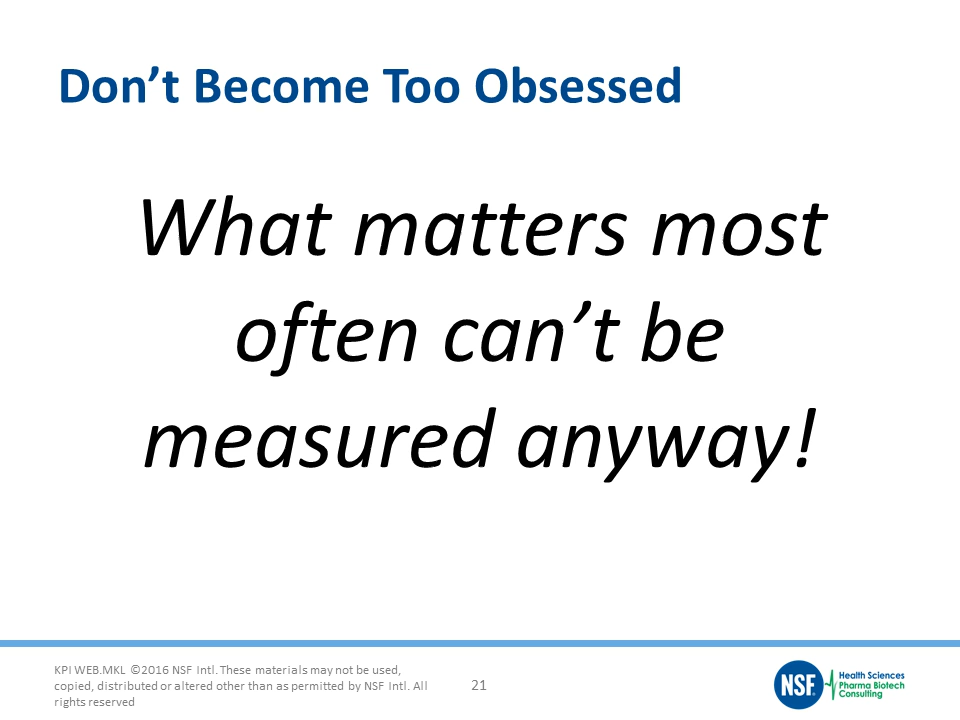 Don’t Become Too Obsessed
What matters most
often can’t be
measured anyway!
KPI WEB.MKL ©2016 NSF Intl. These materials may not be used,
copied, distributed or altered other than as permitted by NSF Intl. All
rights reserved
21
NSF
Health Sciences
Pharma Biotech
Consulting